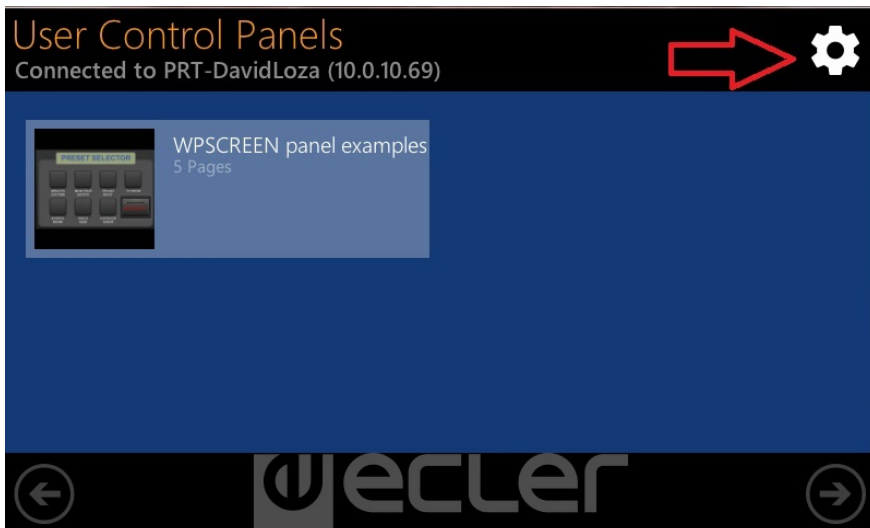 User Control Panels
Connected to PRT-DavidLoza (10.0.10.69)
PRESET SELECTOR
WPSCREEN panel examples
5 Pages
ecler